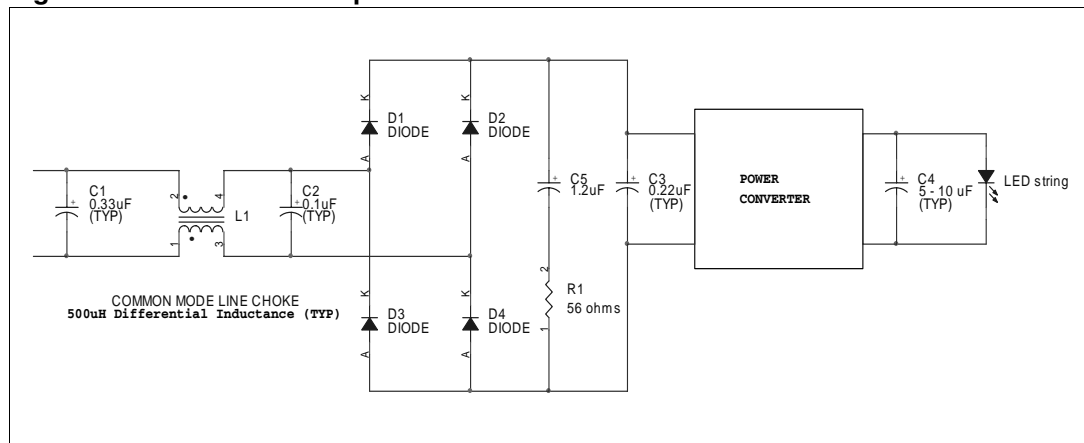 C1
0.33uF
(TYP)
2
4
1
3
L1
COMMON MODE LINE CHOKE
500uH Differential Inductance (TYP)
+
C2
0.1uF
(TYP)
+
K
D1
DIODE
A
K
D2
DIODE
A
K
D3
DIODE
A
K
D4
DIODE
A
+
C5
1.2uF
2
R1
56 ohms
1
+
C3
0.22uF
(TYP)
+
POWER
CONVERTER
C4
5 - 10 uF
(TYP)
+
LED string